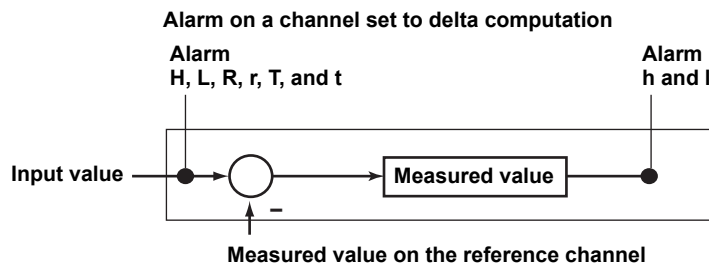 Alarm on a channel set to delta computation
Alarm
H, L, R, r, T, and t
Alarm
h and l
Input value
Measured value
–
Measured value on the reference channel